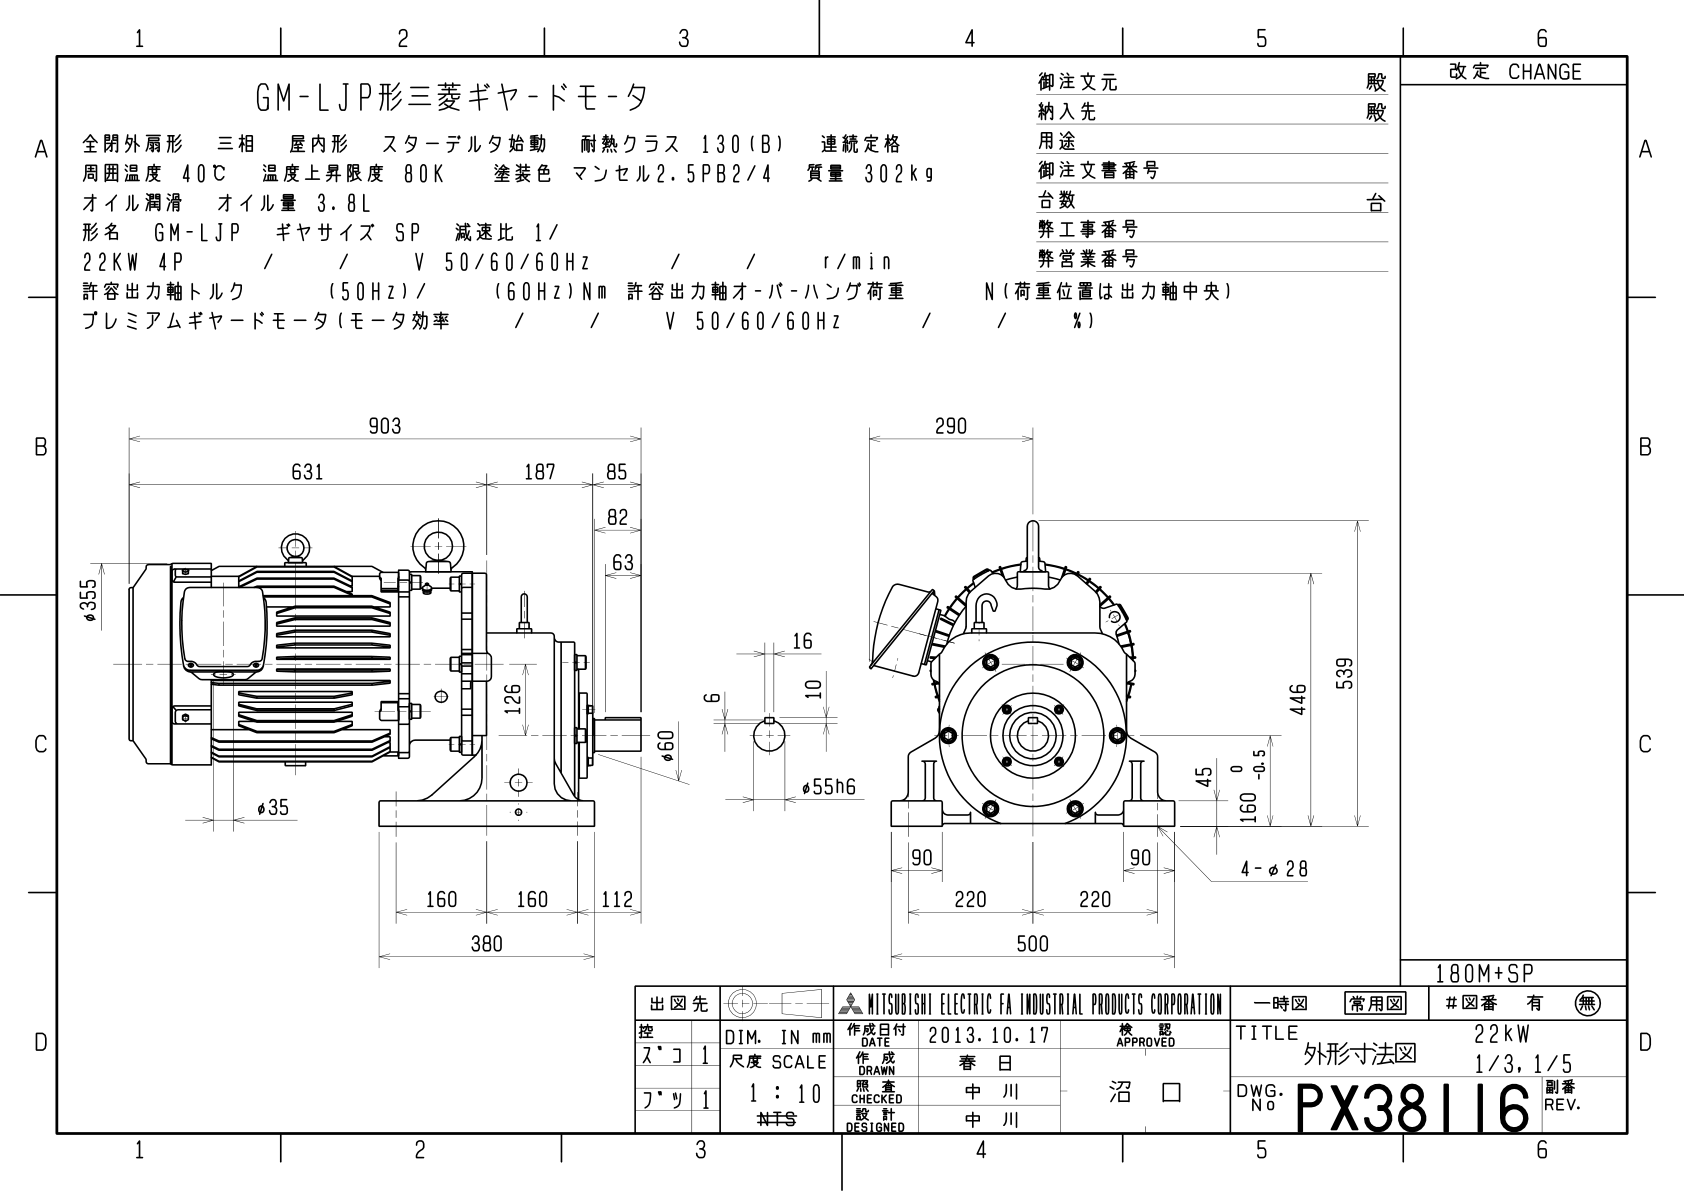 1 2 3 4 5 6
改定 CHANGE
GM-LJP形三菱ギヤードモータ
全閉外扇形 三相 屋内形 スターデルタ始動 耐熱クラス 130(B) 連続定格
周囲温度 40℃ 温度上昇限度 80K 塗装色 マンセル2.5PB2/4 質量 302kg
オイル潤滑 オイル量 3.8L
形名 GM-LJP ギヤサイズ SP 減速比 1/
22KW 4P / / V 50/60/60Hz / / r/min
許容出力軸トルク (50Hz)/ (60Hz)Nm 許容出力軸オーバーハング荷重 N(荷重位置は出力軸中央)
プレミアムギヤードモータ(モータ効率 / / V 50/60/60Hz / / %)
御注文元 殿
納入先 殿
用途
御注文書番号
台数 台
弊工事番号
弊営業番号
A A
B B
C C
D D
903
631 187 85
82
63
φ355
126
φ60
φ35
160 160 112
380
16
6
10
φ55h6
290
539
446
45
160 0 -0.5
90 90
4-φ28
220 220
500
180M+SP
出図先
控
ズコ 1
ブツ 1
DIM. IN mm
尺度 SCALE
1 : 10
NTS
MITSUBISHI ELECTRIC FA INDUSTRIAL PRODUCTS CORPORATION
作成日付 DATE 2013.10.17
作成 DRAWN 春日
照査 CHECKED 中川
設計 DESIGNED 中川
検認 APPROVED
沼口
一時図 常用図 #図番 有 無
TITLE
外形寸法図
22kW
1/3,1/5
DWG. No PX38116
副番 REV.
1 2 3 4 5 6